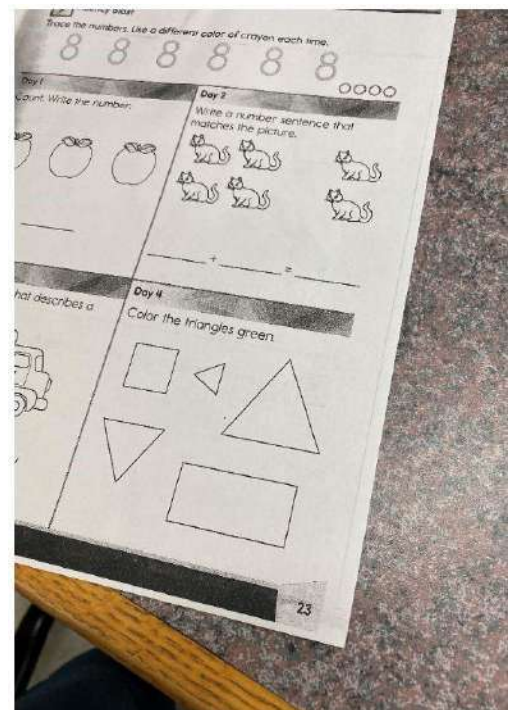 Trace the numbers. Use a different color of crayon each time.
8 8 8 8 8 8
Day 1
Count. Write the number.
Day 2
Write a number sentence that
matches the picture.
+ =
hat describes a
Day 4
Color the triangles green.
23